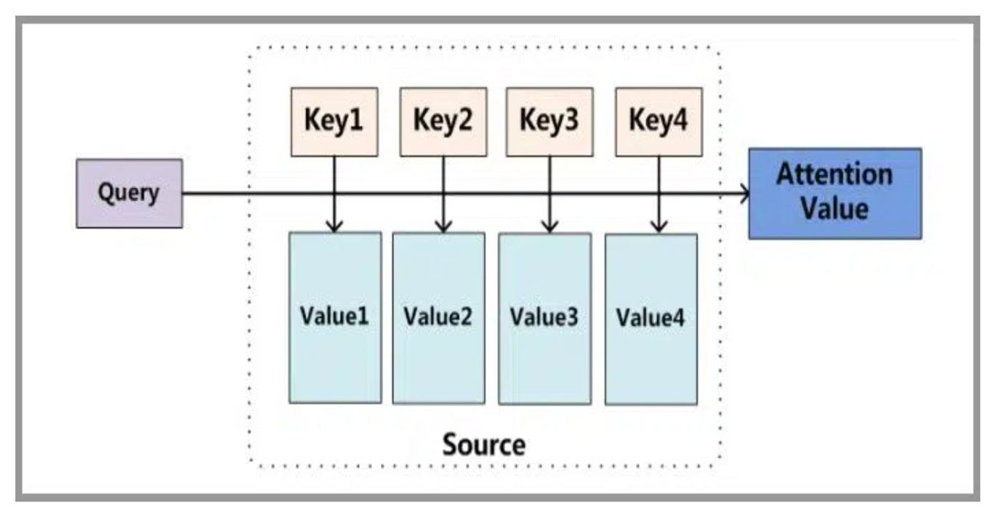 Key1
Key2
Key3
Key4
Query
Attention
Value
Value1
Value2
Value3
Value4
Source